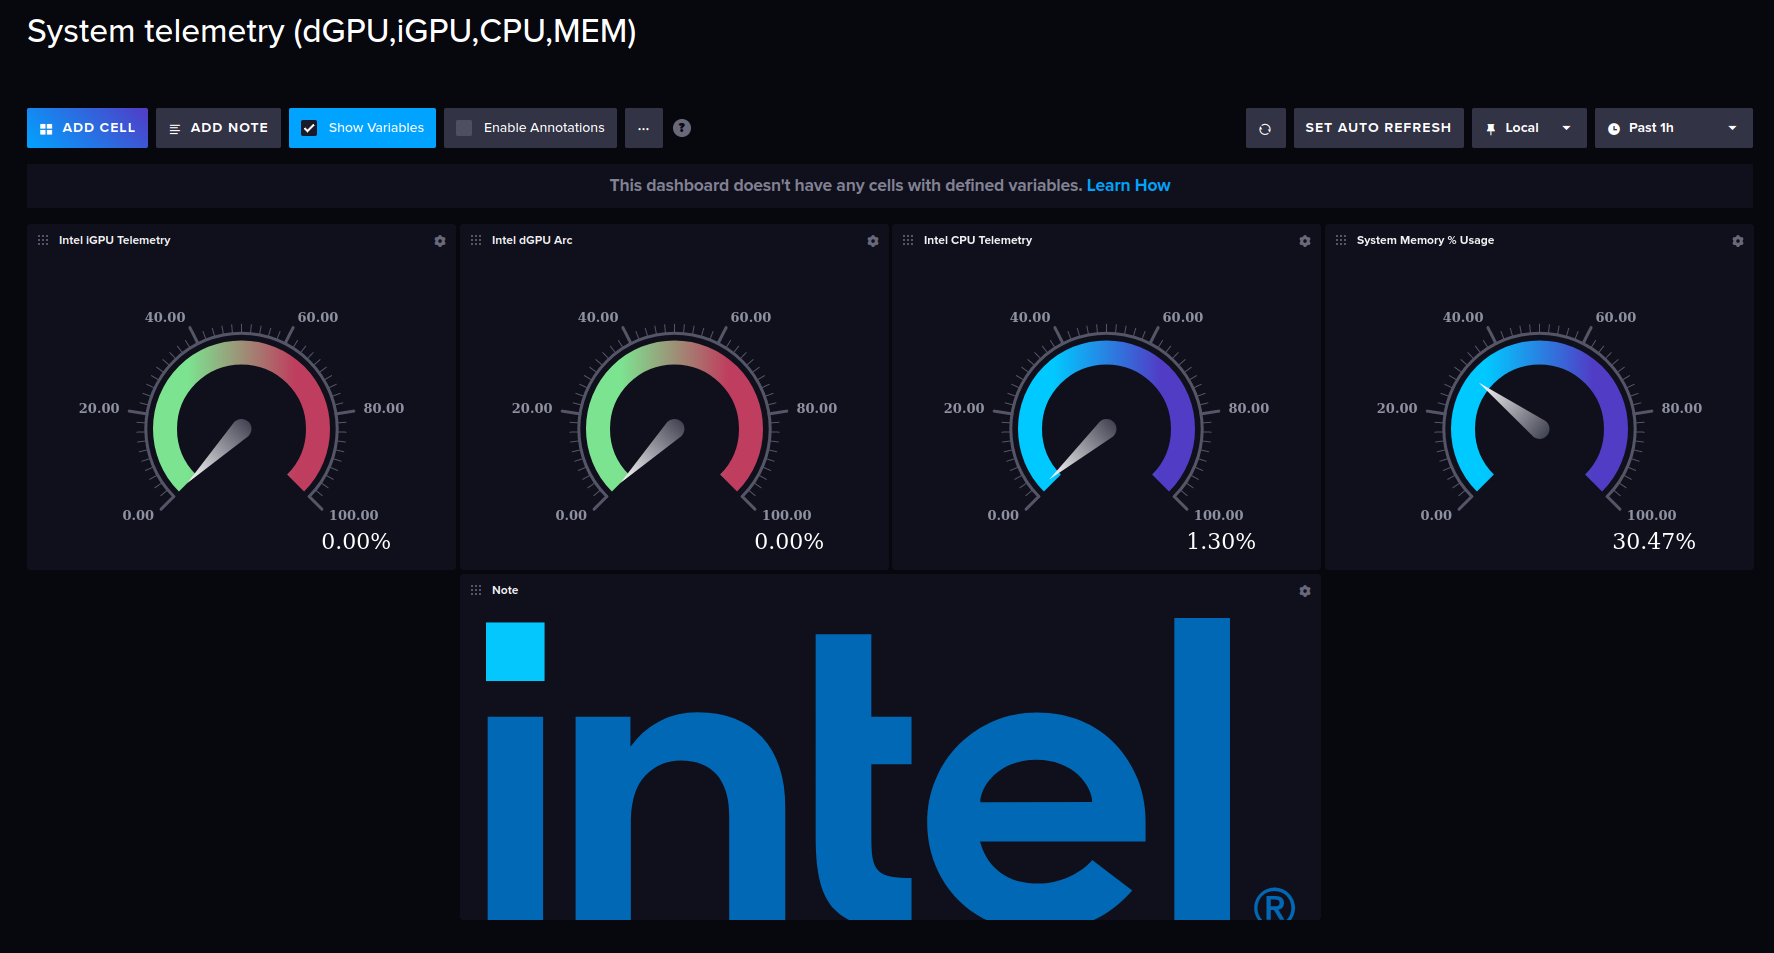 System telemetry (dGPU,iGPU,CPU,MEM)
ADD CELL
ADD NOTE
Show Variables
Enable Annotations
...
?
SET AUTO REFRESH
Local
Past 1h
This dashboard doesn't have any cells with defined variables. Learn How
Intel iGPU Telemetry
40.00
60.00
20.00
80.00
0.00
100.00
0.00%
Intel dGPU Arc
40.00
60.00
20.00
80.00
0.00
100.00
0.00%
Intel CPU Telemetry
40.00
60.00
20.00
80.00
0.00
100.00
1.30%
System Memory % Usage
40.00
60.00
20.00
80.00
0.00
100.00
30.47%
Note
intel®